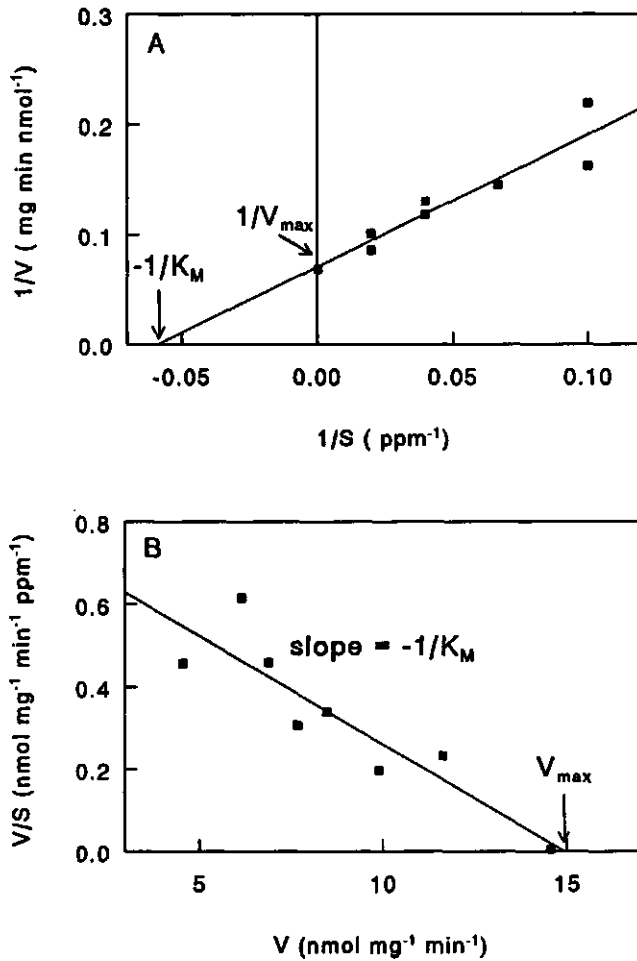 A
0.3
0.2
0.1
0.0
1/V ( mg min nmol⁻¹)
1/Vmax
-1/KM
-0.05 0.00 0.05 0.10
1/S ( ppm⁻¹)
B
0.8
0.6
0.4
0.2
0.0
V/S (nmol mg⁻¹ min⁻¹ ppm⁻¹)
slope = -1/KM
Vmax
5 10 15
V (nmol mg⁻¹ min⁻¹)